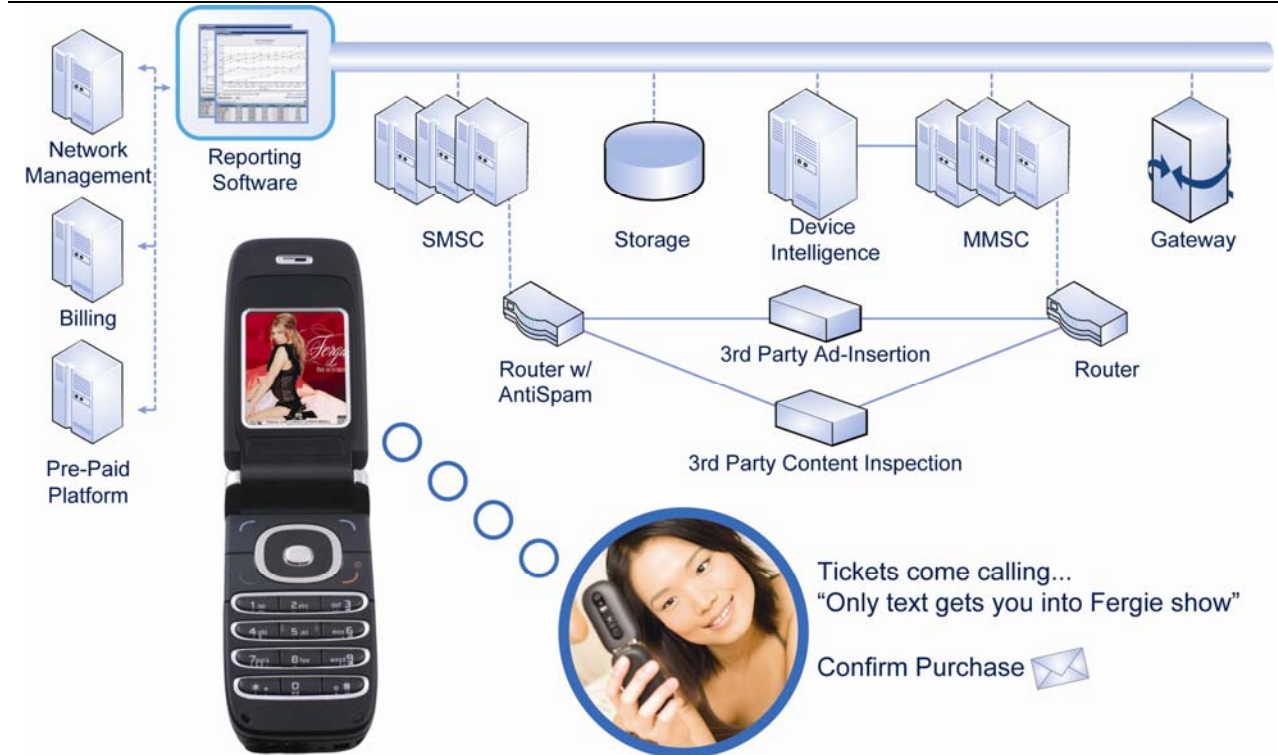 Network
Management
Reporting
Software
SMSC
Storage
Device
Intelligence
MMSC
Gateway
Billing
Router w/
AntiSpam
3rd Party Ad-Insertion
Router
3rd Party Content Inspection
Pre-Paid
Platform
Fergie
Tickets come calling...
“Only text gets you into Fergie show”
Confirm Purchase